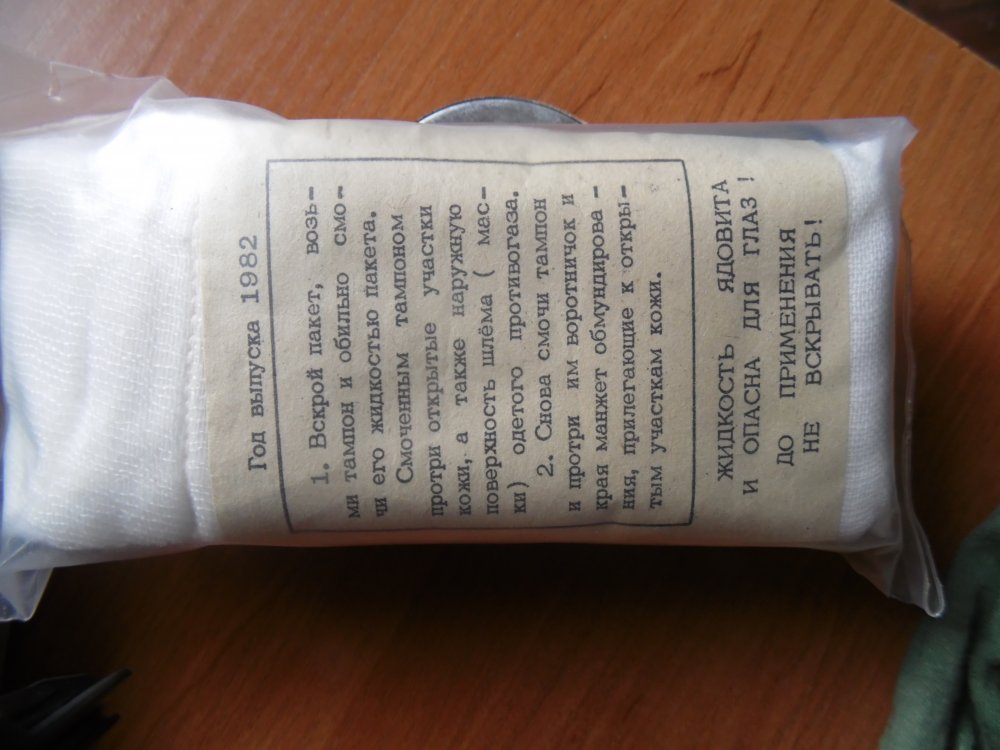 Год выпуска 1982
1. Вскрой пакет, возь-
ми тампон и обильно смо-
чи его жидкостью пакета.
Смоченным тампоном
протри открытые участки
кожи, а также наружную
поверхность шлёма ( мас-
ки) одетого противогаза.
2. Снова смочи тампон
и протри им воротничок и
края манжет обмундирова-
ния, прилегающие к откры-
тым участкам кожи.
ЖИДКОСТЬ ЯДОВИТА
И ОПАСНА ДЛЯ ГЛАЗ !
ДО ПРИМЕНЕНИЯ
НЕ ВСКРЫВАТЬ!